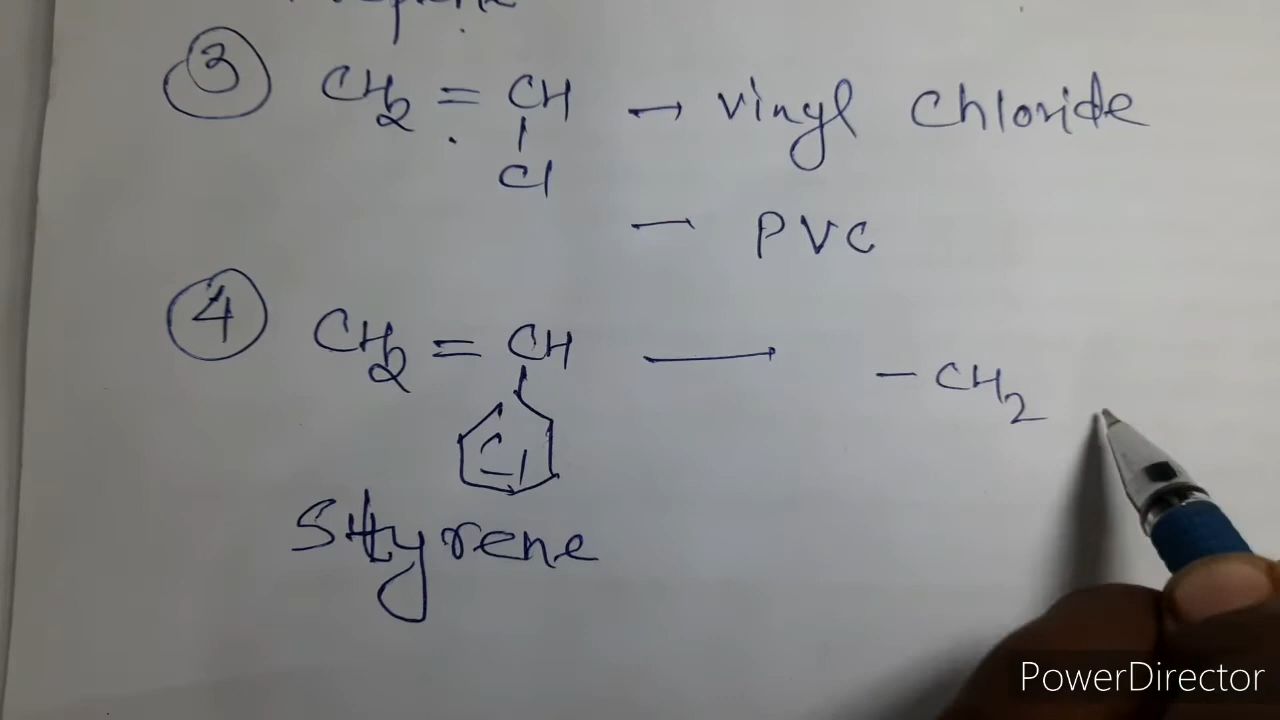 3 CH2 = CH → vinyl Chloride
Cl
— PVC
4 CH2 = CH ⟶ – CH2
Styrene
PowerDirector